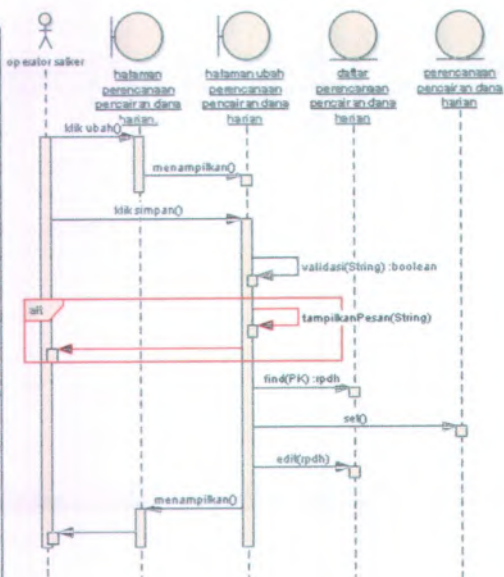 operator satker
halaman
perencanaan
pencairan dana
harian
halaman ubah
perencanaan
pencairan dana
harian
daftar
perencanaan
pencairan dana
harian
perencanaan
pencairan dana
harian
klik ubah()
menampilkan()
klik simpan()
validasi(String) :boolean
alt
tampilkanPesan(String)
find(PK) :rpdh
set()
edit(rpdh)
menampilkan()